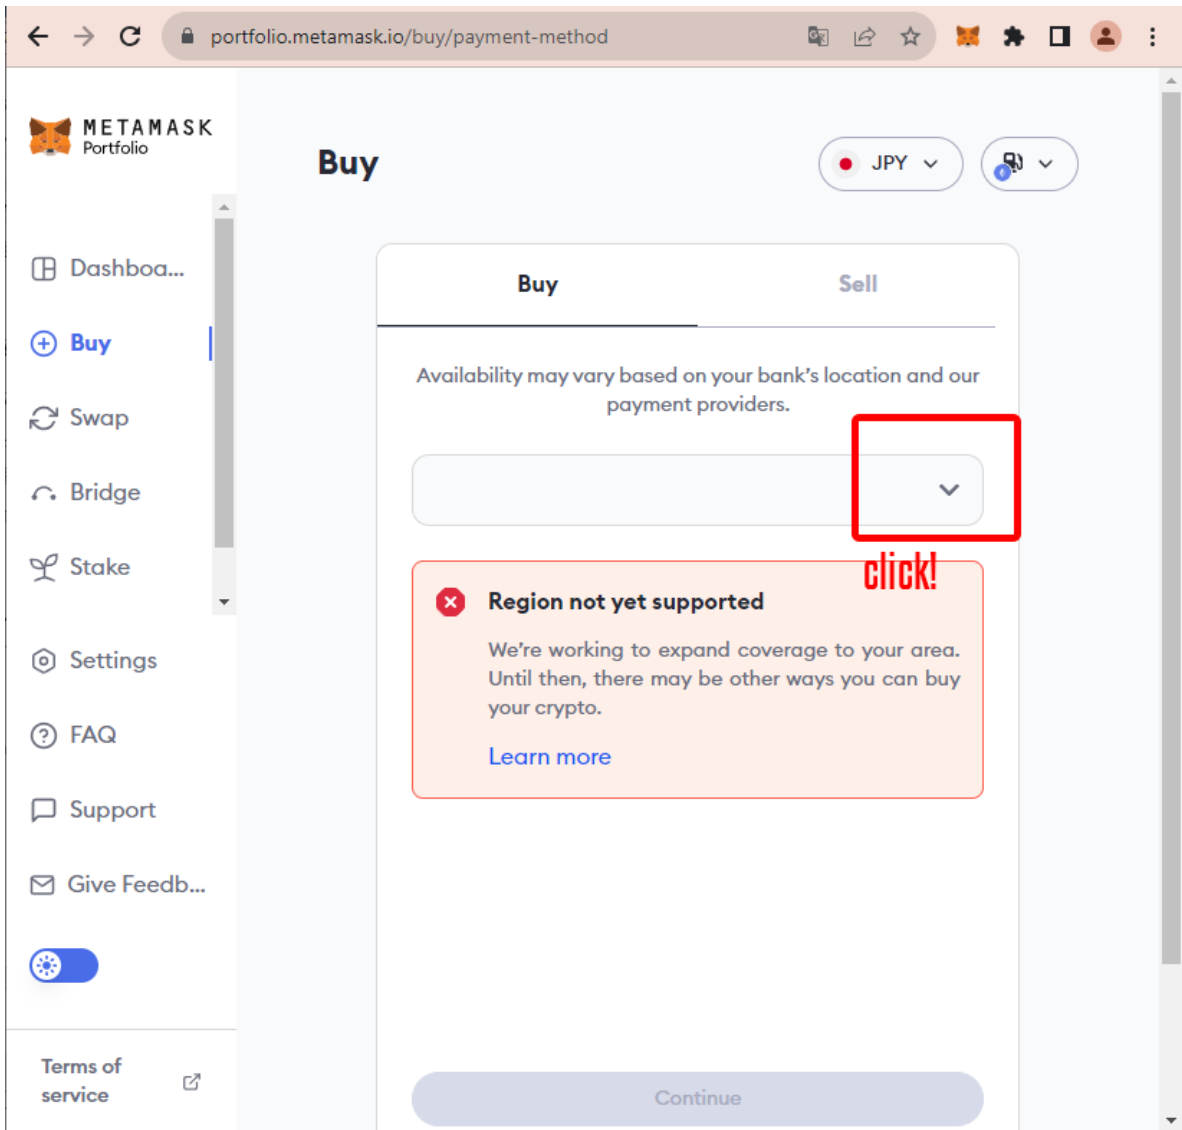 portfolio.metamask.io/buy/payment-method
METAMASK
Portfolio
Buy
JPY
Dashboa...
Buy
Swap
Bridge
Stake
Settings
FAQ
Support
Give Feedb...
Terms of
service
Buy
Sell
Availability may vary based on your bank's location and our
payment providers.
click!
Region not yet supported
We're working to expand coverage to your area.
Until then, there may be other ways you can buy
your crypto.
Learn more
Continue